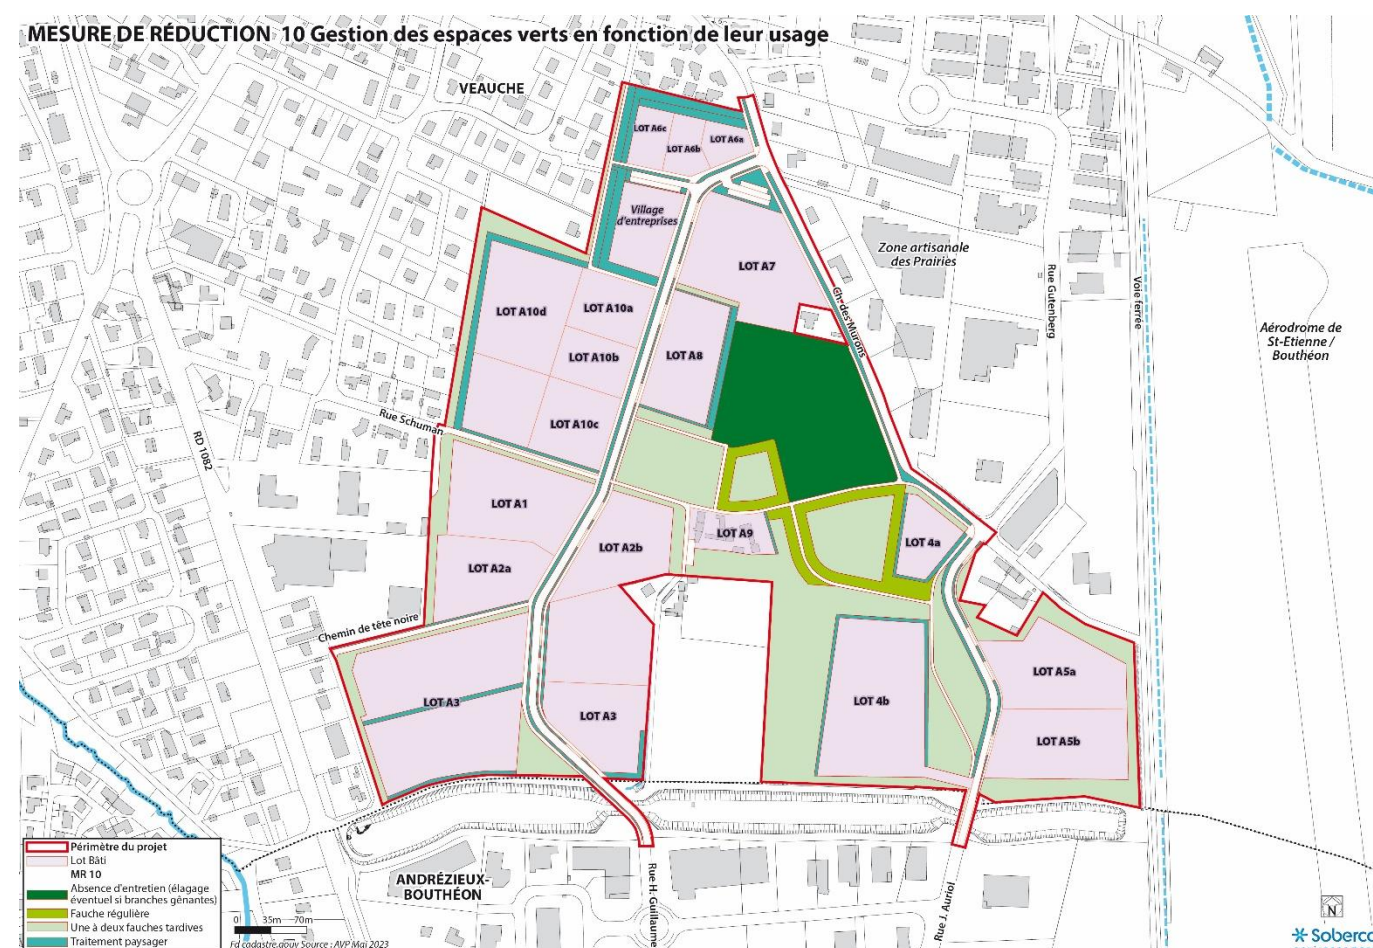 MESURE DE RÉDUCTION 10 Gestion des espaces verts en fonction de leur usage
VEAUCHE
LOT A6c
LOT A6b
LOT A6a
Village
d'entreprises
LOT A7
Zone artisanale
des Prairies
Ch. des Murons
Rue Gutenberg
Voie ferrée
Aérodrome de
St-Etienne /
Bouthéon
LOT A10d
LOT A10a
LOT A10b
LOT A10c
LOT A8
Rue Schuman
RD 1082
LOT A1
LOT A2a
LOT A2b
LOT A9
LOT 4a
Chemin de tête noire
LOT A3
LOT A3
LOT 4b
LOT A5a
LOT A5b
ANDRÉZIEUX-
BOUTHÉON
Rue H. Guillaume
Rue J. Auriol
Périmètre du projet
Lot Bâti
MR 10
Absence d'entretien (élagage
éventuel si branches gênantes)
Fauche régulière
Une à deux fauches tardives
Traitement paysager
0 35m 70m
Fd cadastre.gouv Source : AVP Mai 2023
N
Soberco